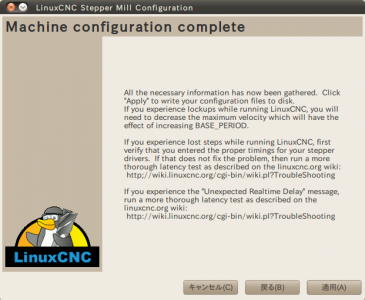 LinuxCNC Stepper Mill Configuration
Machine configuration complete
All the necessary information has now been gathered.  Click
"Apply" to write your configuration files to disk.
If you experience lockups while running LinuxCNC, you will
need to decrease the maximum velocity which will have the
effect of increasing BASE_PERIOD.
If you experience lost steps while running LinuxCNC, first
verify that you entered the proper timings for your stepper
drivers.  If that does not fix the problem, then run a more
thorough latency test as described on the linuxcnc.org wiki:
http;//wiki.linuxcnc.org/cgi-bin/wiki.pl?TroubleShooting
If you experience the "Unexpected Realtime Delay" message,
run a more thorough latency test as described on the
linuxcnc.org wiki:
http://wiki.linuxcnc.org/cgi-bin/wiki.pl?TroubleShooting
LinuxCNC
キャンセル(C)
戻る(B)
適用(A)